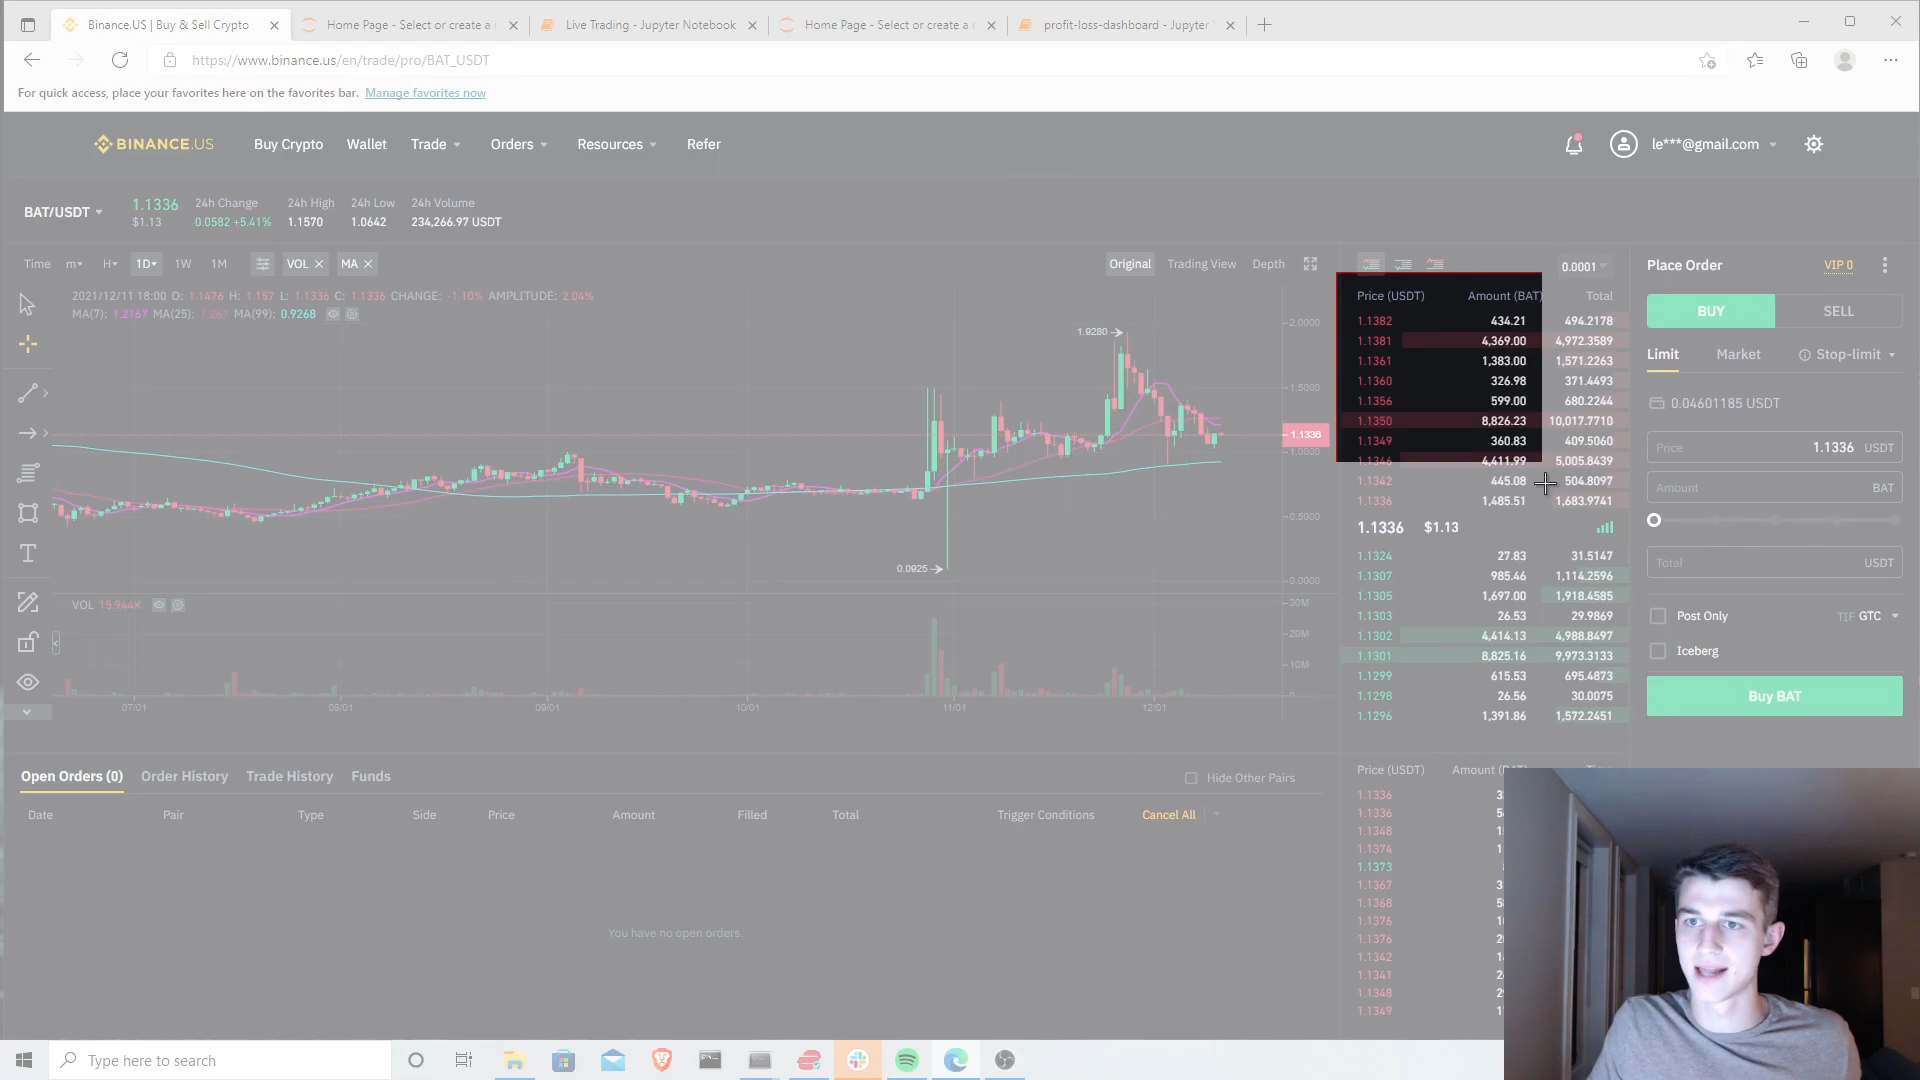 Binance.US | Buy & Sell Crypto
Home Page - Select or create a
Live Trading - Jupyter Notebook
Home Page - Select or create a
profit-loss-dashboard - Jupyter
https://www.binance.us/en/trade/pro/BAT_USDT
For quick access, place your favorites here on the favorites bar. Manage favorites now
BINANCE.US Buy Crypto Wallet Trade Orders Resources Refer le***@gmail.com
BAT/USDT 1.1336 24h Change 24h High 24h Low 24h Volume
$1.13 0.0582 +5.41% 1.1570 1.0642 234,266.97 USDT
Time m H 1D 1W 1M VOL MA Original Trading View Depth
2021/12/11 18:00 O: 1.1476 H: 1.157 L: 1.1336 C: 1.1336 CHANGE: -1.10% AMPLITUDE: 2.04%
MA(7): 1.2167 MA(25): 1.267 MA(99): 0.9268
1.9280
0.0925
2.0000
1.5000
1.1336
1.0000
0.5000
0.0000
VOL 15.944K
30M
20M
10M
07/01 08/01 09/01 10/01 11/01 12/01
0.0001
Price (USDT) Amount (BAT) Total
1.1382 434.21 494.2178
1.1381 4,369.00 4,972.3589
1.1361 1,383.00 1,571.2263
1.1360 326.98 371.4493
1.1356 599.00 680.2244
1.1350 8,826.23 10,017.7710
1.1349 360.83 409.5060
1.1346 4,411.99 5,005.8439
1.1342 445.08 504.8097
1.1336 1,485.51 1,683.9741
1.1336 $1.13
1.1324 27.83 31.5147
1.1307 985.46 1,114.2596
1.1305 1,697.00 1,918.4585
1.1303 26.53 29.9869
1.1302 4,414.13 4,988.8497
1.1301 8,825.16 9,973.3133
1.1299 615.53 695.4873
1.1298 26.56 30.0075
1.1296 1,391.86 1,572.2451
Place Order VIP 0
BUY SELL
Limit Market Stop-limit
0.04601185 USDT
Price 1.1336 USDT
Amount BAT
Total USDT
Post Only TIF GTC
Iceberg
Buy BAT
Open Orders (0) Order History Trade History Funds Hide Other Pairs
Date Pair Type Side Price Amount Filled Total Trigger Conditions Cancel All
You have no open orders.
Price (USDT) Amount
1.1336
1.1336
1.1348
1.1374
1.1373
1.1367
1.1368
1.1376
1.1376
1.1342
1.1341
1.1348
1.1349
Type here to search